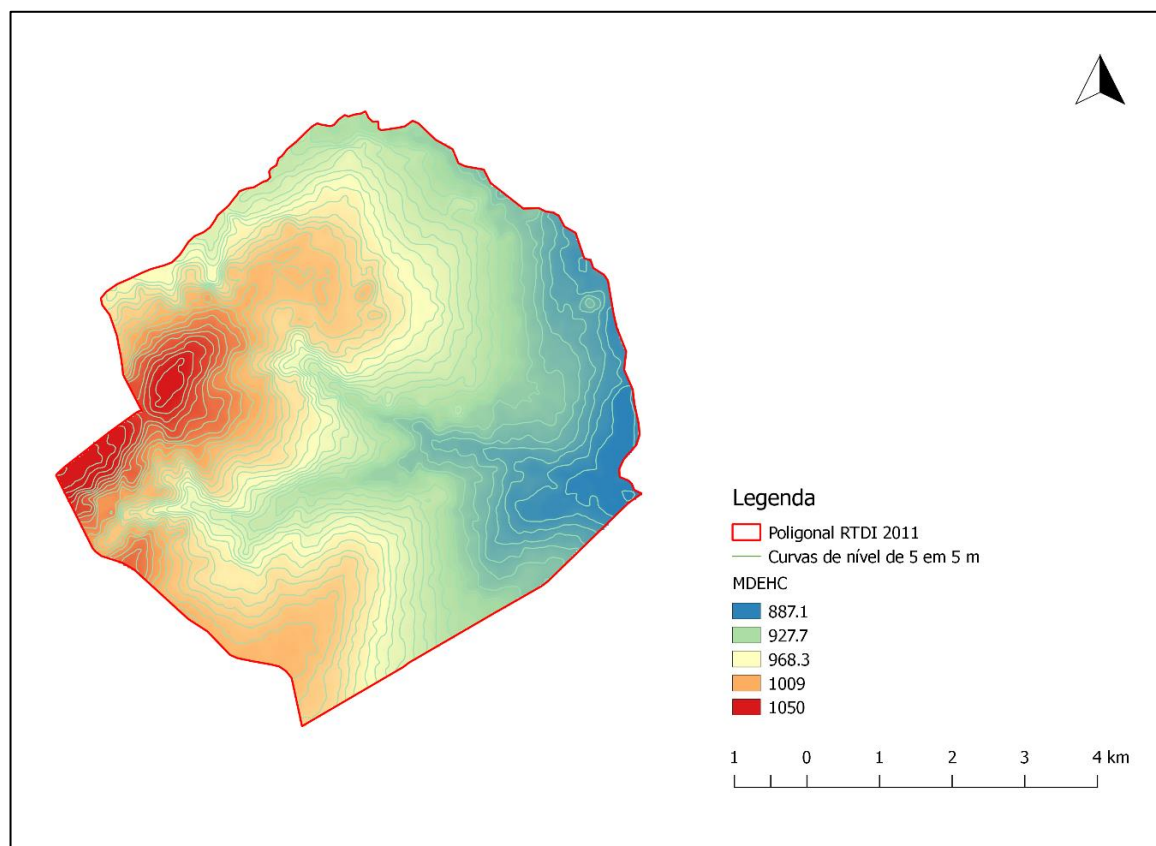 Legenda
Poligonal RTDI 2011
Curvas de nível de 5 em 5 m
MDEHC
887.1
927.7
968.3
1009
1050
1 0 1 2 3 4 km